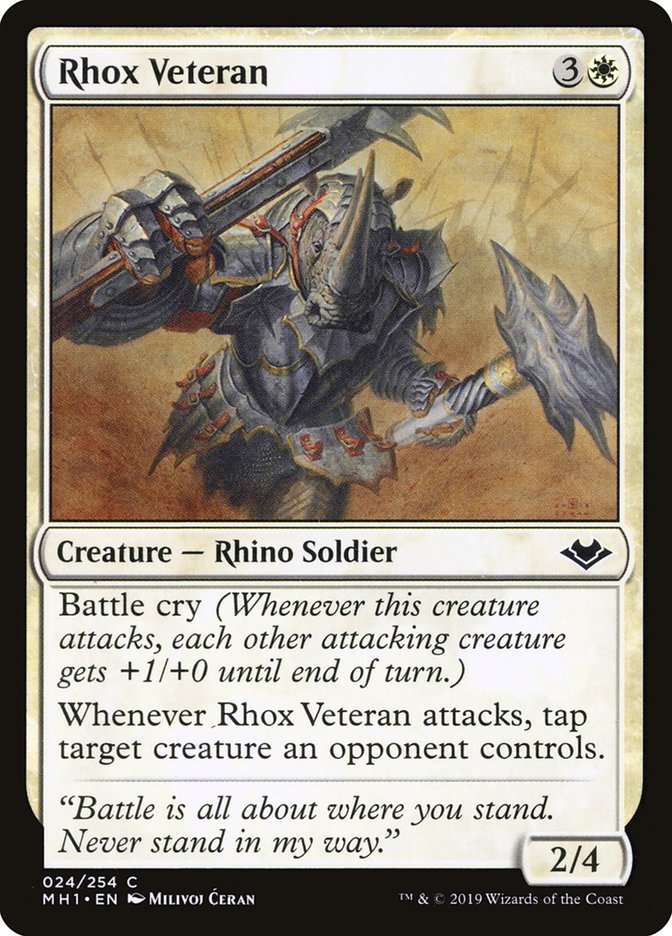 Rhox Veteran 3
Creature — Rhino Soldier
Battle cry (Whenever this creature
attacks, each other attacking creature
gets +1/+0 until end of turn.)
Whenever Rhox Veteran attacks, tap
target creature an opponent controls.
“Battle is all about where you stand.
Never stand in my way.”
2/4
024/254 C
MH1•EN Milivoj Ćeran ™ & © 2019 Wizards of the Coast